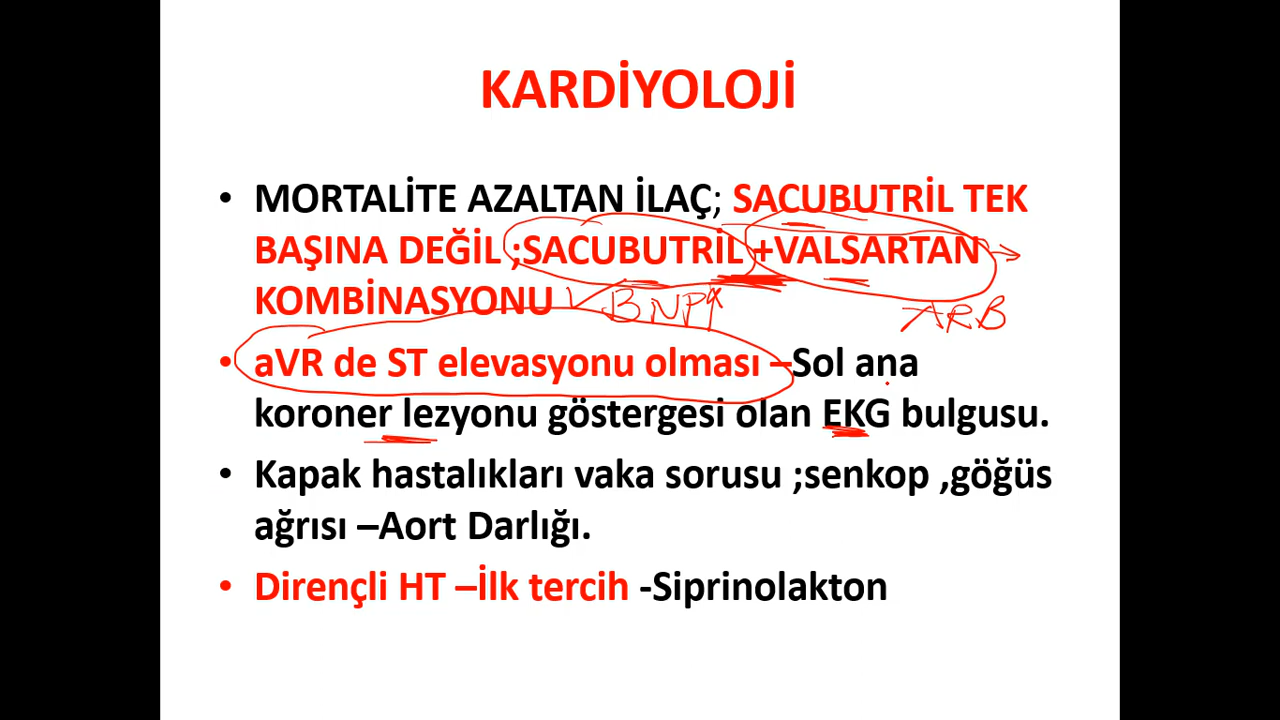 KARDİYOLOJİ
• MORTALİTE AZALTAN İLAÇ; SACUBUTRİL TEK
BAŞINA DEĞİL ;SACUBUTRİL +VALSARTAN
KOMBİNASYONU
BNP
ARB
• aVR de ST elevasyonu olması –Sol ana
koroner lezyonu göstergesi olan EKG bulgusu.
• Kapak hastalıkları vaka sorusu ;senkop ,göğüs
ağrısı –Aort Darlığı.
• Dirençli HT –İlk tercih -Siprinolakton